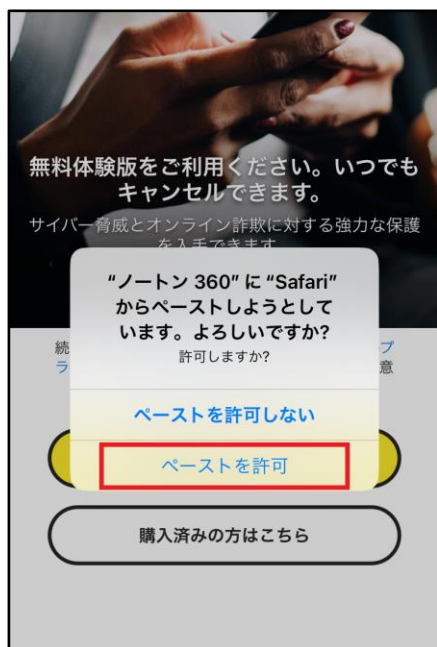 無料体験版をご利用ください。いつでも
キャンセルできます。
サイバー脅威とオンライン詐欺に対する強力な保護
を入手できます
“ノートン 360” に “Safari”
からペーストしようとして
います。よろしいですか?
許可しますか?
続
プ
ラ
意
ペーストを許可しない
ペーストを許可
購入済みの方はこちら